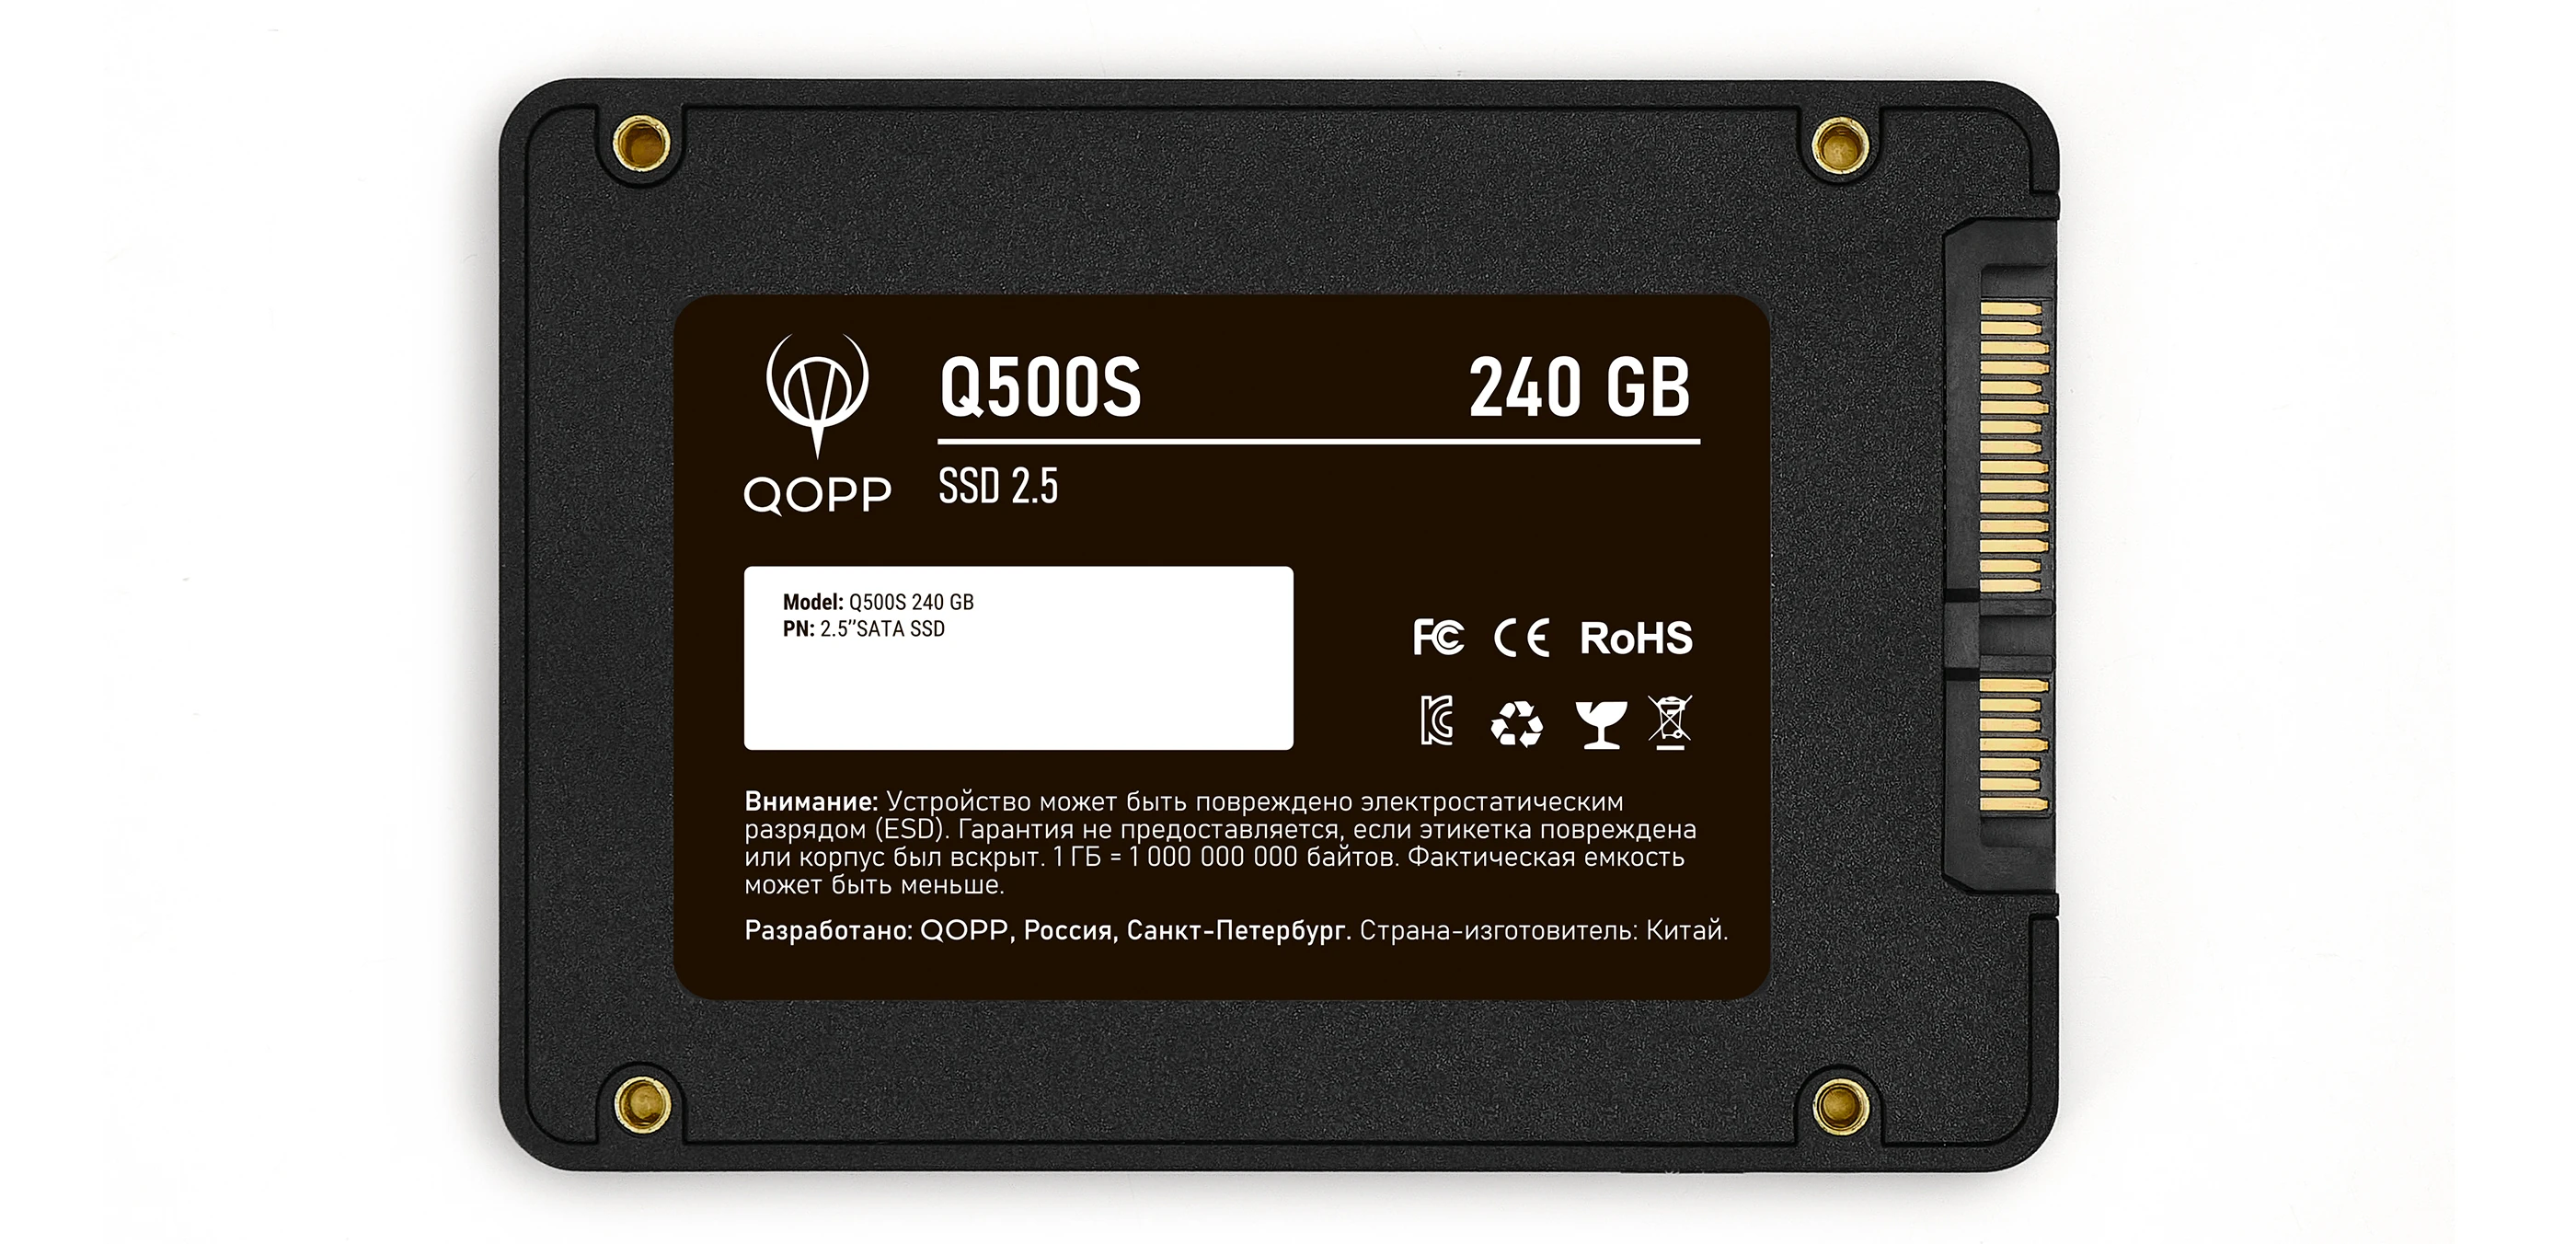 Q500S 240 GB
QOPP SSD 2.5
Model: Q500S 240 GB
PN: 2.5”SATA SSD
FC CE RoHS
KC
Внимание: Устройство может быть повреждено электростатическим
разрядом (ESD). Гарантия не предоставляется, если этикетка повреждена
или корпус был вскрыт. 1 ГБ = 1 000 000 000 байтов. Фактическая емкость
может быть меньше.
Разработано: QOPP, Россия, Санкт-Петербург. Страна-изготовитель: Китай.